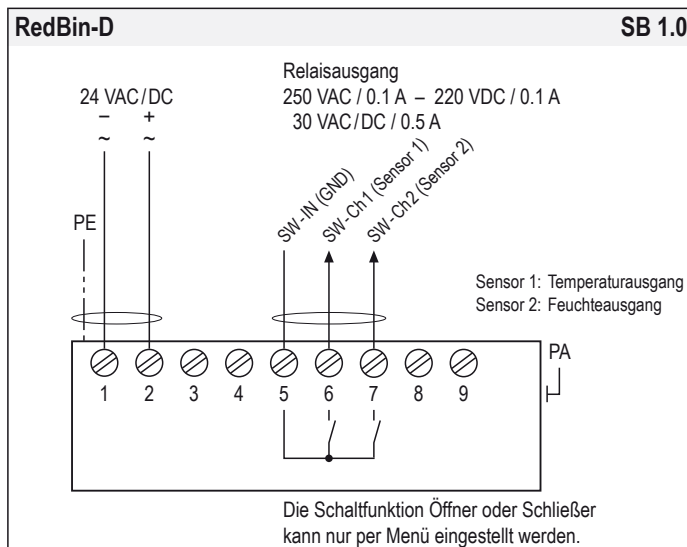 RedBin-D SB 1.0
Relaisausgang
24 VAC/DC 250 VAC / 0.1 A – 220 VDC / 0.1 A
– + 30 VAC/DC / 0.5 A
~ ~
SW-IN (GND)
SW-Ch1 (Sensor 1)
SW-Ch2 (Sensor 2)
PE
Sensor 1: Temperaturausgang
Sensor 2: Feuchteausgang
PA
1 2 3 4 5 6 7 8 9
Die Schaltfunktion Öffner oder Schließer
kann nur per Menü eingestellt werden.